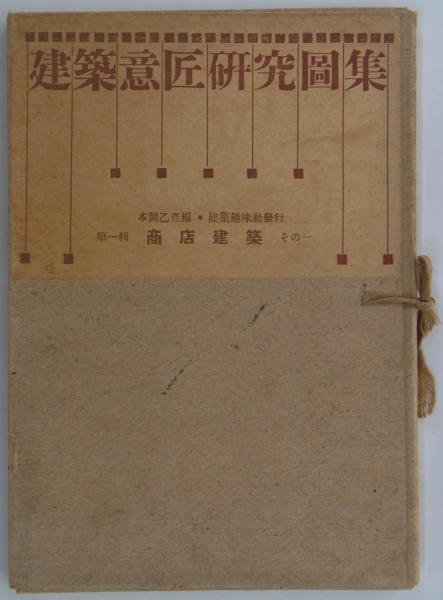 建築意匠研究圖集
本間乙彦編・建築趣味社發行
第一輯 商店建築 その一